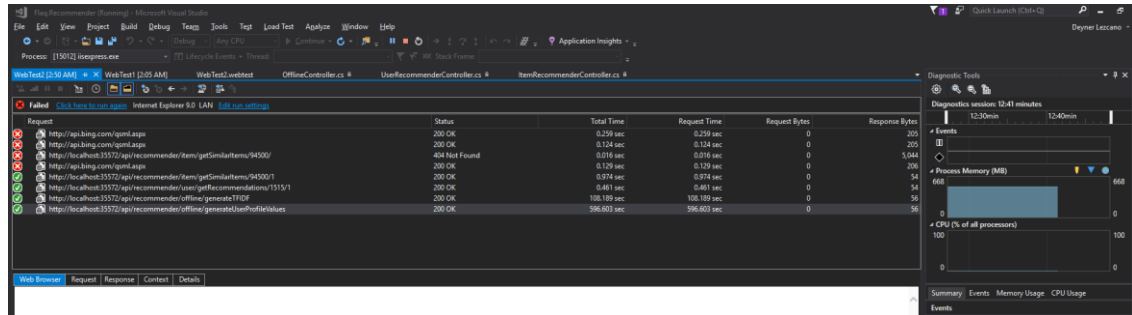 Fleq.Recommender (Running) - Microsoft Visual Studio
1
Quick Launch (Ctrl+Q)
File Edit View Project Build Debug Team Tools Test Load Test Analyze Window Help
Deyner Lezcano
Debug Any CPU Continue Application Insights
Process: [15012] iisexpress.exe Lifecycle Events Thread: Stack Frame:
WebTest2 [2:50 AM] WebTest1 [2:05 AM] WebTest2.webtest OfflineController.cs UserRecommenderController.cs ItemRecommenderController.cs
Failed Click here to run again Internet Explorer 9.0 LAN Edit run settings
Request Status Total Time Request Time Request Bytes Response Bytes
http://api.bing.com/qsml.aspx 200 OK 0.259 sec 0.259 sec 0 205
http://api.bing.com/qsml.aspx 200 OK 0.124 sec 0.124 sec 0 205
http://localhost:35572/api/recommender/item/getSimilarItems/94500/ 404 Not Found 0.016 sec 0.016 sec 0 5,044
http://api.bing.com/qsml.aspx 200 OK 0.129 sec 0.129 sec 0 206
http://localhost:35572/api/recommender/item/getSimilarItems/94500/1 200 OK 0.974 sec 0.974 sec 0 54
http://localhost:35572/api/recommender/user/getRecommendations/1515/1 200 OK 0.461 sec 0.461 sec 0 54
http://localhost:35572/api/recommender/offline/generateTFIDF 200 OK 108.189 sec 108.189 sec 0 56
http://localhost:35572/api/recommender/offline/generateUserProfileValues 200 OK 596.603 sec 596.603 sec 0 56
Web Browser Request Response Context Details
Diagnostic Tools
Diagnostics session: 12:41 minutes
12:30min 12:40min
Events
Process Memory (MB)
668 668
0 0
CPU (% of all processors)
100 100
0 0
Summary Events Memory Usage CPU Usage
Events